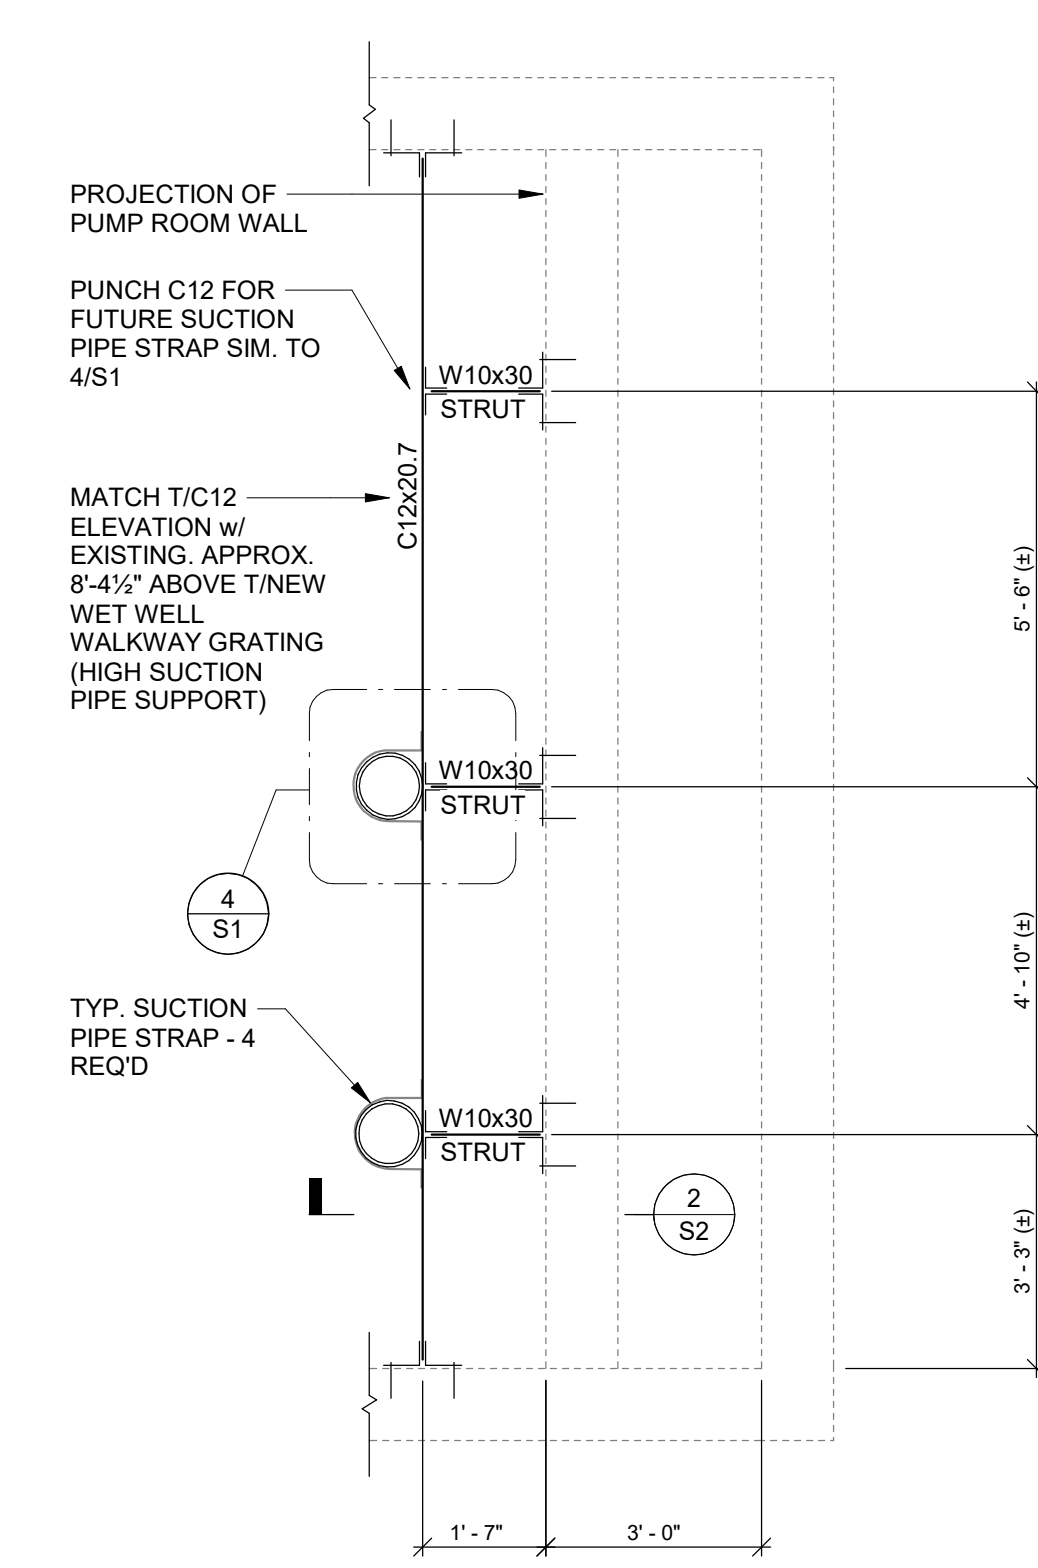 PROJECTION OF
PUMP ROOM WALL
PUNCH C12 FOR
FUTURE SUCTION
PIPE STRAP SIM. TO
4/S1
W10x30
STRUT
C12x20.7
MATCH T/C12
ELEVATION w/
EXISTING. APPROX.
8'-4½" ABOVE T/NEW
WET WELL
WALKWAY GRATING
(HIGH SUCTION
PIPE SUPPORT)
5' - 6" (±)
W10x30
STRUT
4
S1
4' - 10" (±)
TYP. SUCTION
PIPE STRAP - 4
REQ'D
W10x30
STRUT
2
S2
3' - 3" (±)
1' - 7"
3' - 0"